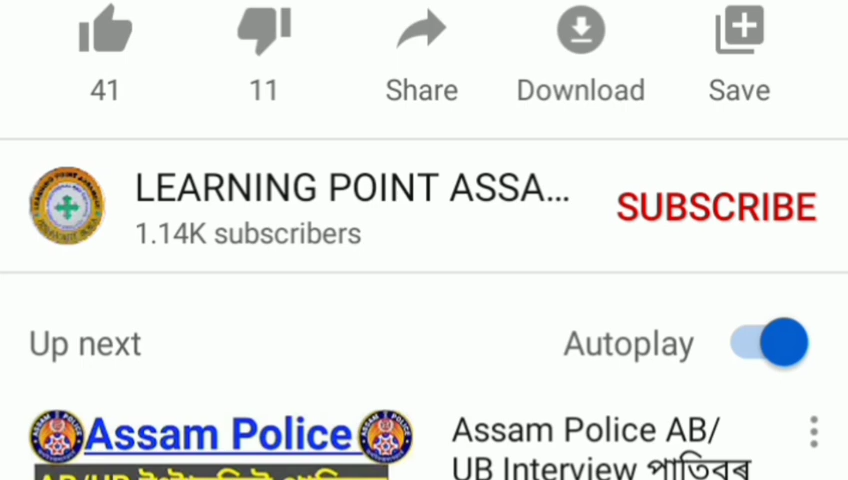 41
11
Share
Download
Save
LEARNING POINT ASSA...
1.14K subscribers
SUBSCRIBE
Up next
Autoplay
Assam Police
Assam Police AB/
UB Interview পাতিবৰ